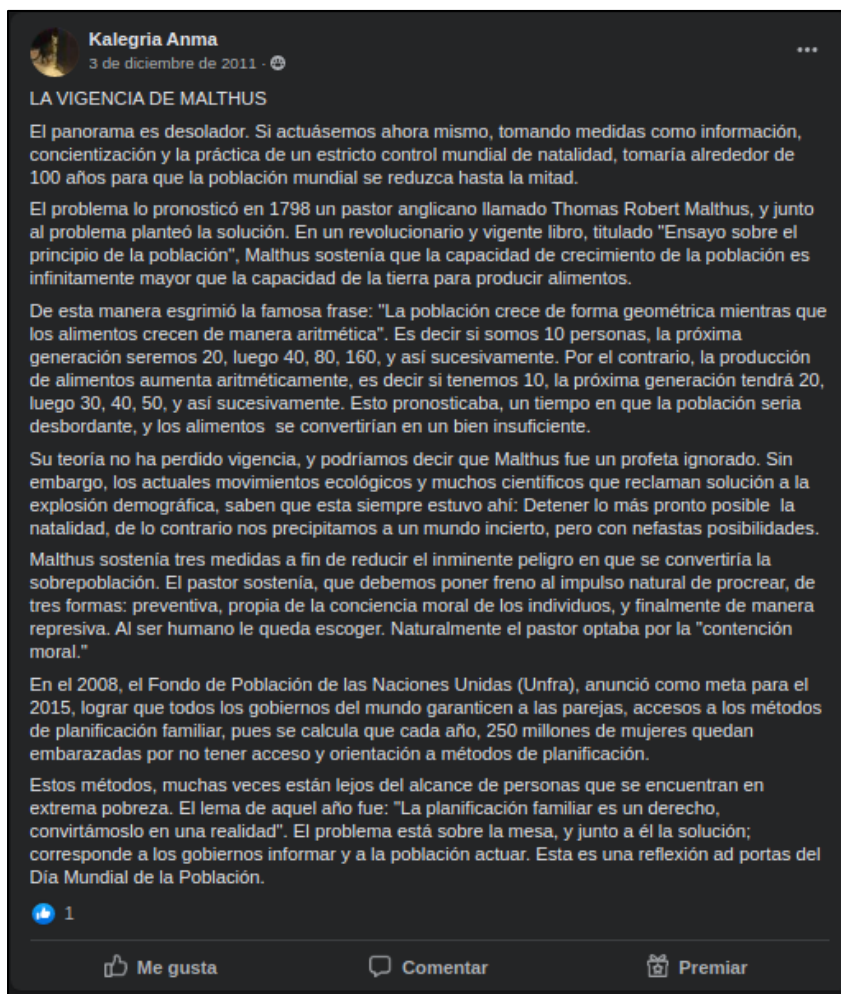 Kalegria Anma
3 de diciembre de 2011 ·
LA VIGENCIA DE MALTHUS
El panorama es desolador. Si actuásemos ahora mismo, tomando medidas como información,
concientización y la práctica de un estricto control mundial de natalidad, tomaría alrededor de
100 años para que la población mundial se reduzca hasta la mitad.
El problema lo pronosticó en 1798 un pastor anglicano llamado Thomas Robert Malthus, y junto
al problema planteó la solución. En un revolucionario y vigente libro, titulado "Ensayo sobre el
principio de la población", Malthus sostenía que la capacidad de crecimiento de la población es
infinitamente mayor que la capacidad de la tierra para producir alimentos.
De esta manera esgrimió la famosa frase: "La población crece de forma geométrica mientras que
los alimentos crecen de manera aritmética". Es decir si somos 10 personas, la próxima
generación seremos 20, luego 40, 80, 160, y así sucesivamente. Por el contrario, la producción
de alimentos aumenta aritméticamente, es decir si tenemos 10, la próxima generación tendrá 20,
luego 30, 40, 50, y así sucesivamente. Esto pronosticaba, un tiempo en que la población seria
desbordante, y los alimentos  se convertirían en un bien insuficiente.
Su teoría no ha perdido vigencia, y podríamos decir que Malthus fue un profeta ignorado. Sin
embargo, los actuales movimientos ecológicos y muchos científicos que reclaman solución a la
explosión demográfica, saben que esta siempre estuvo ahí: Detener lo más pronto posible  la
natalidad, de lo contrario nos precipitamos a un mundo incierto, pero con nefastas posibilidades.
Malthus sostenía tres medidas a fin de reducir el inminente peligro en que se convertiría la
sobrepoblación. El pastor sostenía, que debemos poner freno al impulso natural de procrear, de
tres formas: preventiva, propia de la conciencia moral de los individuos, y finalmente de manera
represiva. Al ser humano le queda escoger. Naturalmente el pastor optaba por la "contención
moral."
En el 2008, el Fondo de Población de las Naciones Unidas (Unfra), anunció como meta para el
2015, lograr que todos los gobiernos del mundo garanticen a las parejas, accesos a los métodos
de planificación familiar, pues se calcula que cada año, 250 millones de mujeres quedan
embarazadas por no tener acceso y orientación a métodos de planificación.
Estos métodos, muchas veces están lejos del alcance de personas que se encuentran en
extrema pobreza. El lema de aquel año fue: "La planificación familiar es un derecho,
convirtámoslo en una realidad". El problema está sobre la mesa, y junto a él la solución;
corresponde a los gobiernos informar y a la población actuar. Esta es una reflexión ad portas del
Día Mundial de la Población.
1
Me gusta Comentar Premiar